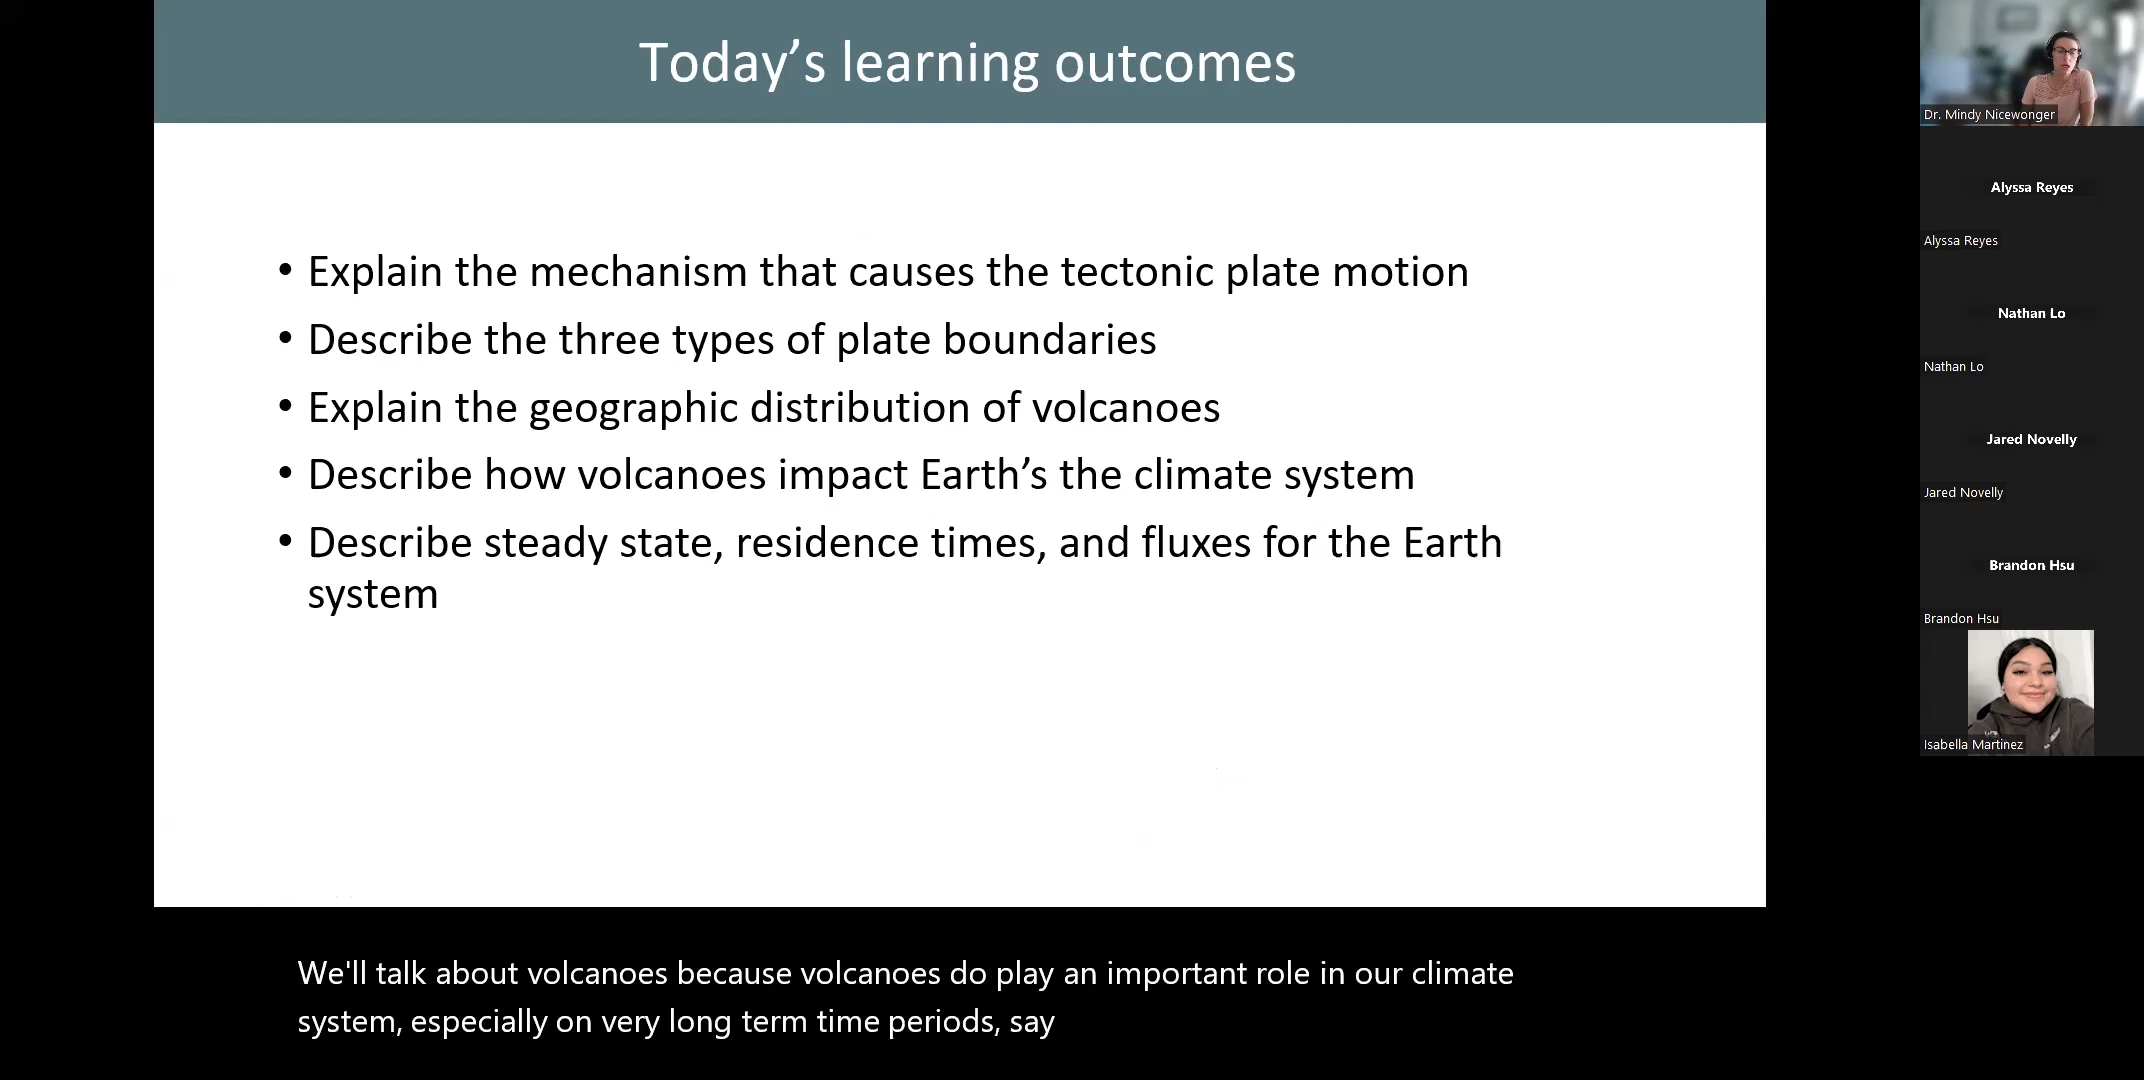 Today’s learning outcomes
• Explain the mechanism that causes the tectonic plate motion
• Describe the three types of plate boundaries
• Explain the geographic distribution of volcanoes
• Describe how volcanoes impact Earth’s the climate system
• Describe steady state, residence times, and fluxes for the Earth
system
We'll talk about volcanoes because volcanoes do play an important role in our climate
system, especially on very long term time periods, say
Dr. Mindy Nicewonger
Alyssa Reyes
Alyssa Reyes
Nathan Lo
Nathan Lo
Jared Novelly
Jared Novelly
Brandon Hsu
Brandon Hsu
Isabella Martinez